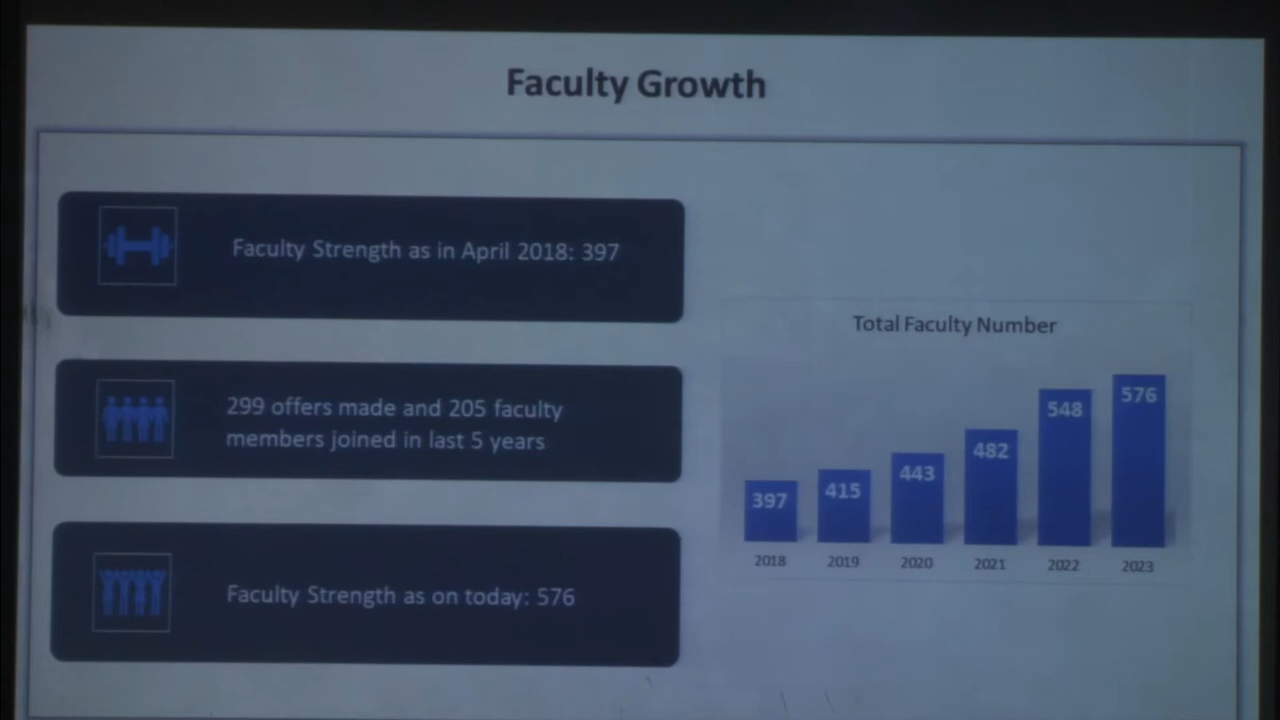 Faculty Growth
Faculty Strength as in April 2018: 397
299 offers made and 205 faculty
members joined in last 5 years
Faculty Strength as on today: 576
Total Faculty Number
397
415
443
482
548
576
2018
2019
2020
2021
2022
2023